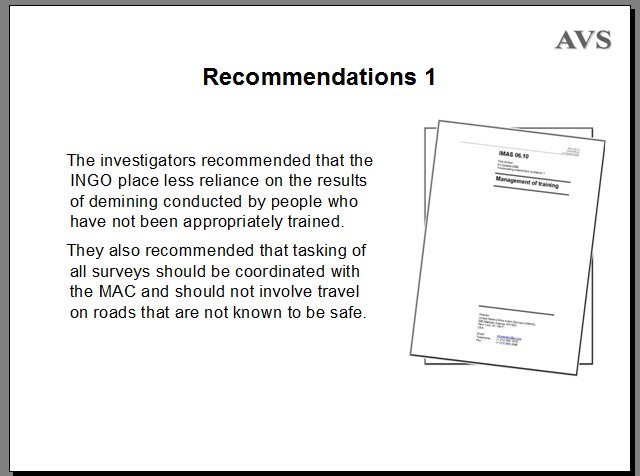 AVS
Recommendations 1
The investigators recommended that the
INGO place less reliance on the results
of demining conducted by people who
have not been appropriately trained.
They also recommended that tasking of
all surveys should be coordinated with
the MAC and should not involve travel
on roads that are not known to be safe.
IMAS 06.10
Management of training
Director,